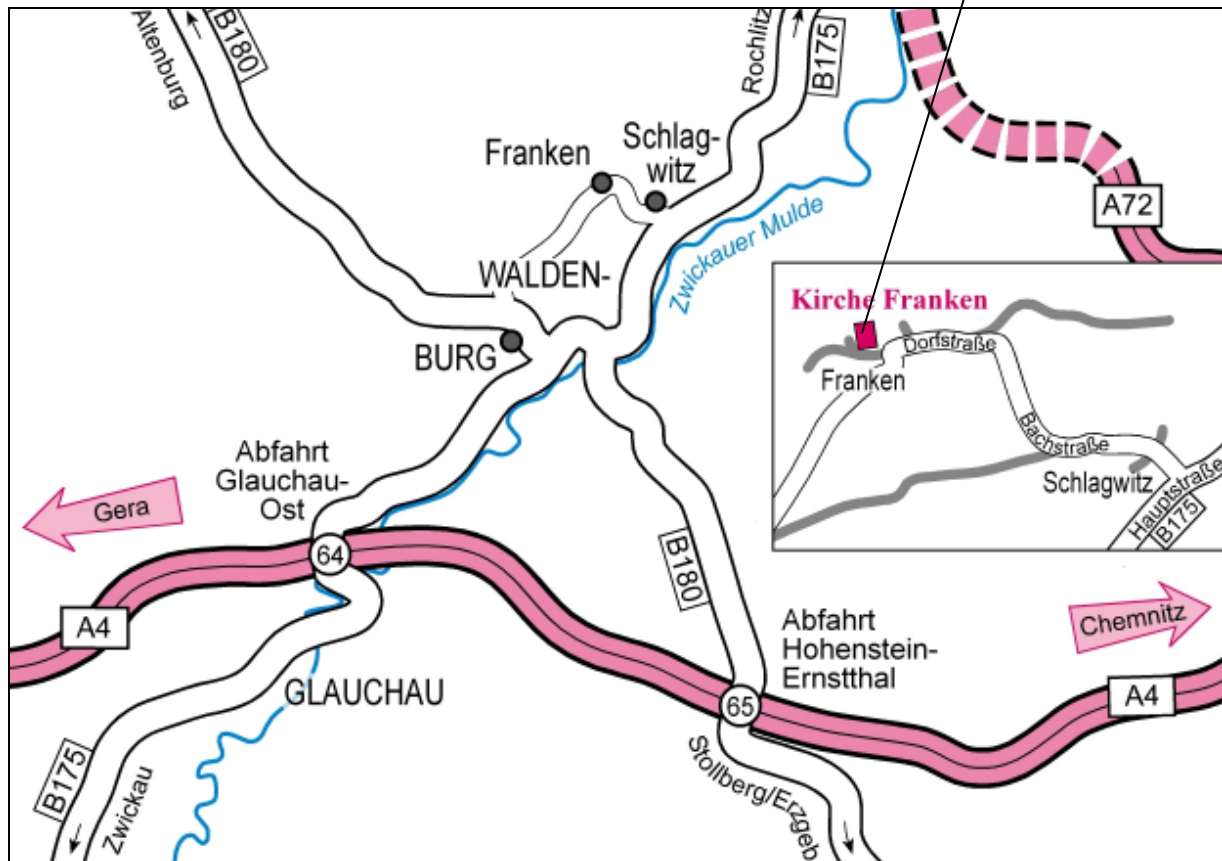 Altenburg
B180
Rochlitz
B175
Franken
Schlag-
witz
A72
Zwickauer Mulde
WALDEN-
BURG
Kirche Franken
Dorfstraße
Franken
Bachstraße
Schlagwitz
Hauptstraße
B175
Abfahrt
Glauchau-
Ost
Gera
64
B180
A4
Abfahrt
Hohenstein-
Ernstthal
Chemnitz
GLAUCHAU
65
A4
B175
Zwickau
Stollberg/Erzgeb